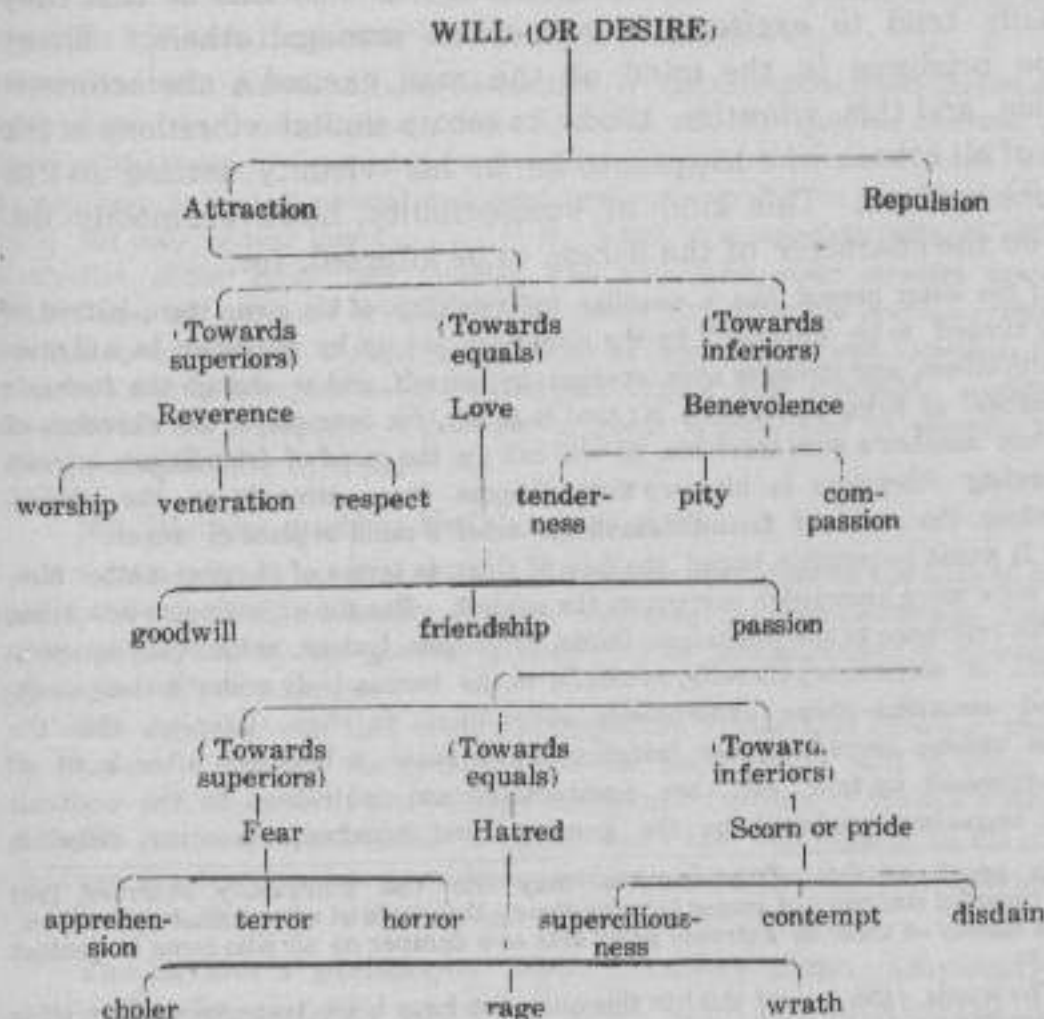 WILL (OR DESIRE)
Attraction Repulsion
(Towards superiors) (Towards equals) (Towards inferiors)
Reverence Love Benevolence
worship veneration respect tender-
ness pity com-
passion
goodwill friendship passion
(Towards superiors) (Towards equals) (Towar inferiors)
Fear Hatred Scorn or pride
apprehen-
sion terror horror supercilious-
ness contempt disdain
choler rage wrath